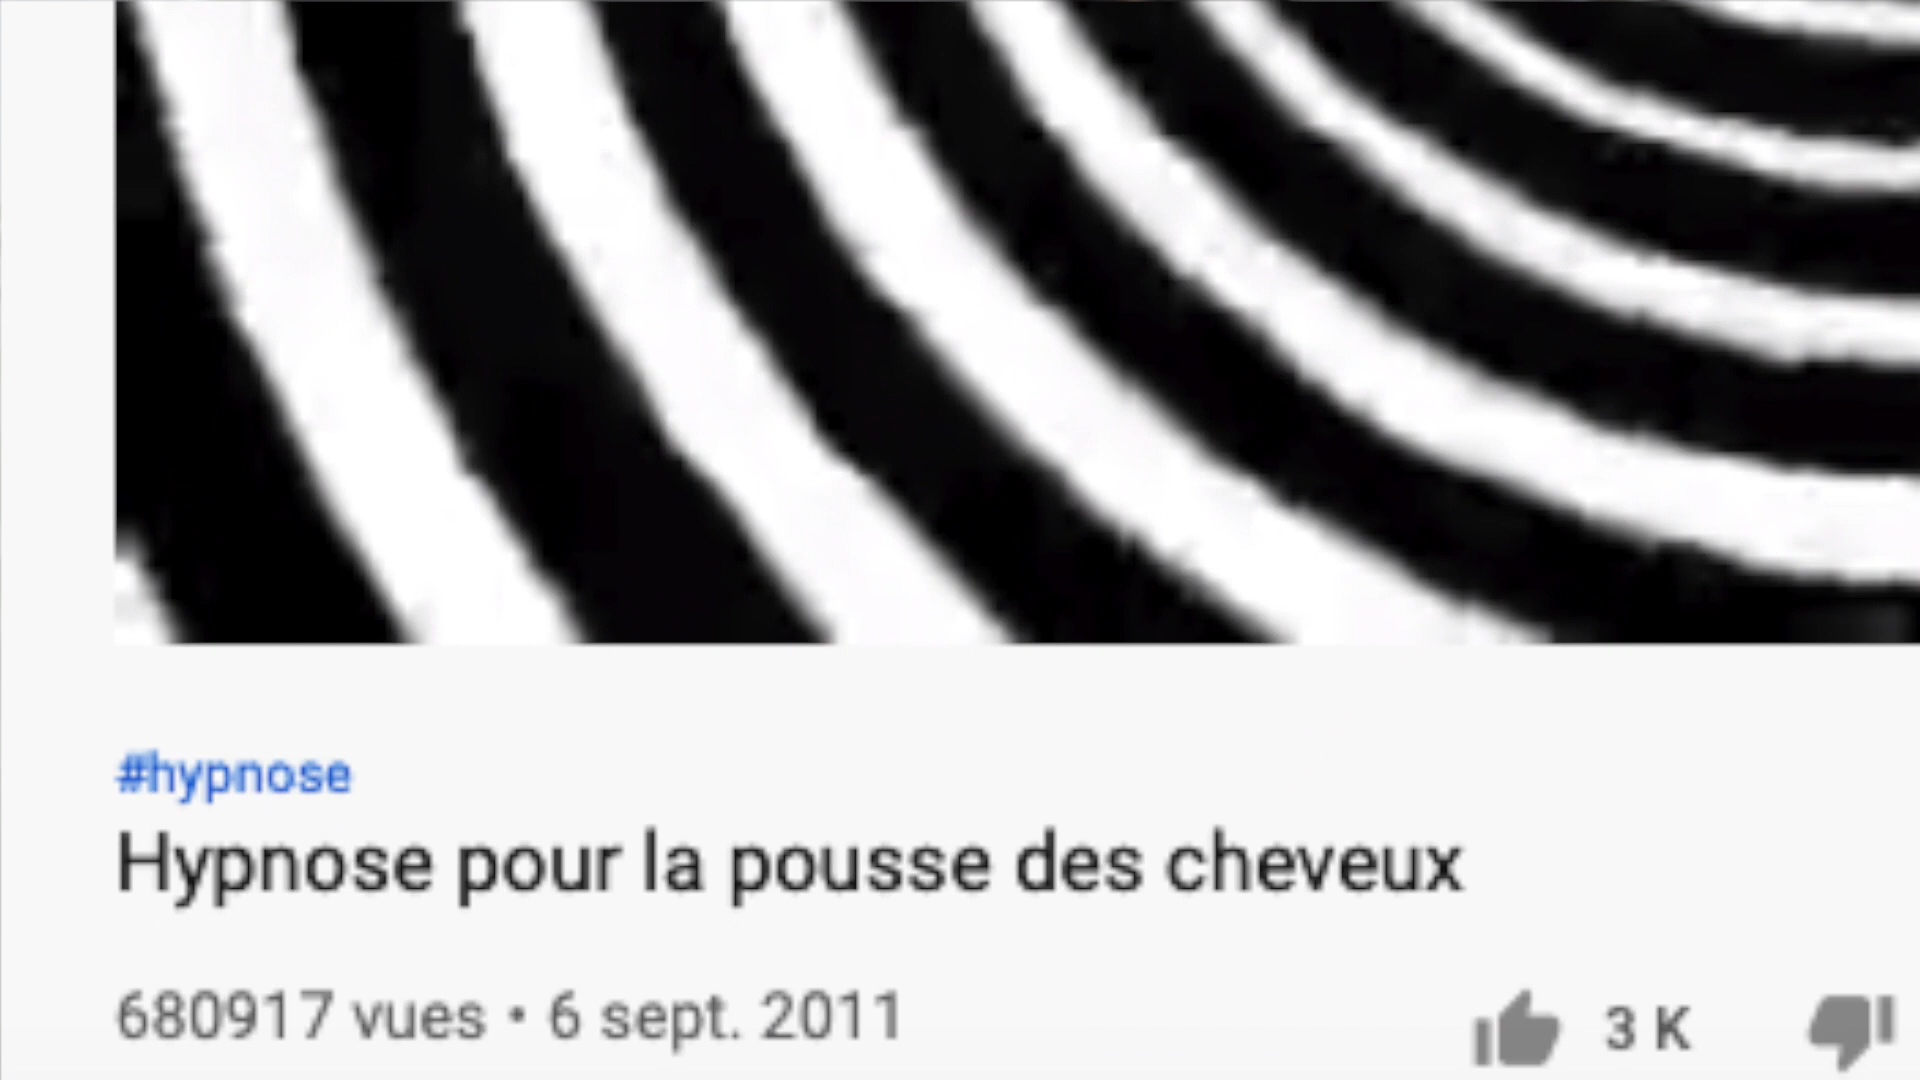 #hypnose
Hypnose pour la pousse des cheveux
680917 vues • 6 sept. 2011
3 K